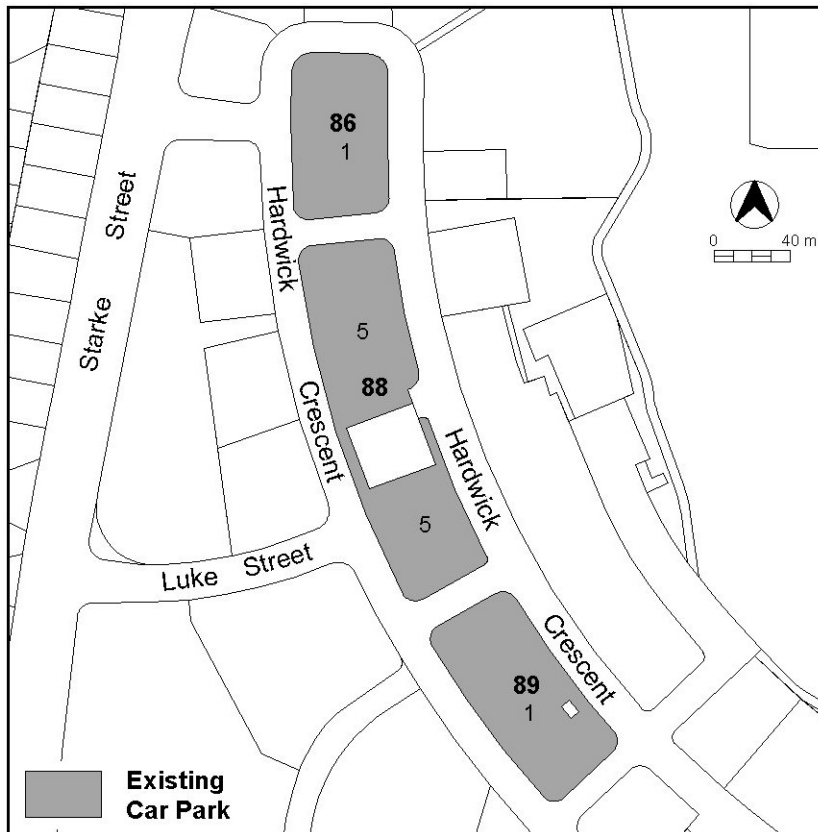 86
1
Hardwick
Crescent
Starke Street
0 40 m
5
88
5
Hardwick
Crescent
Luke Street
89
1
Existing
Car Park